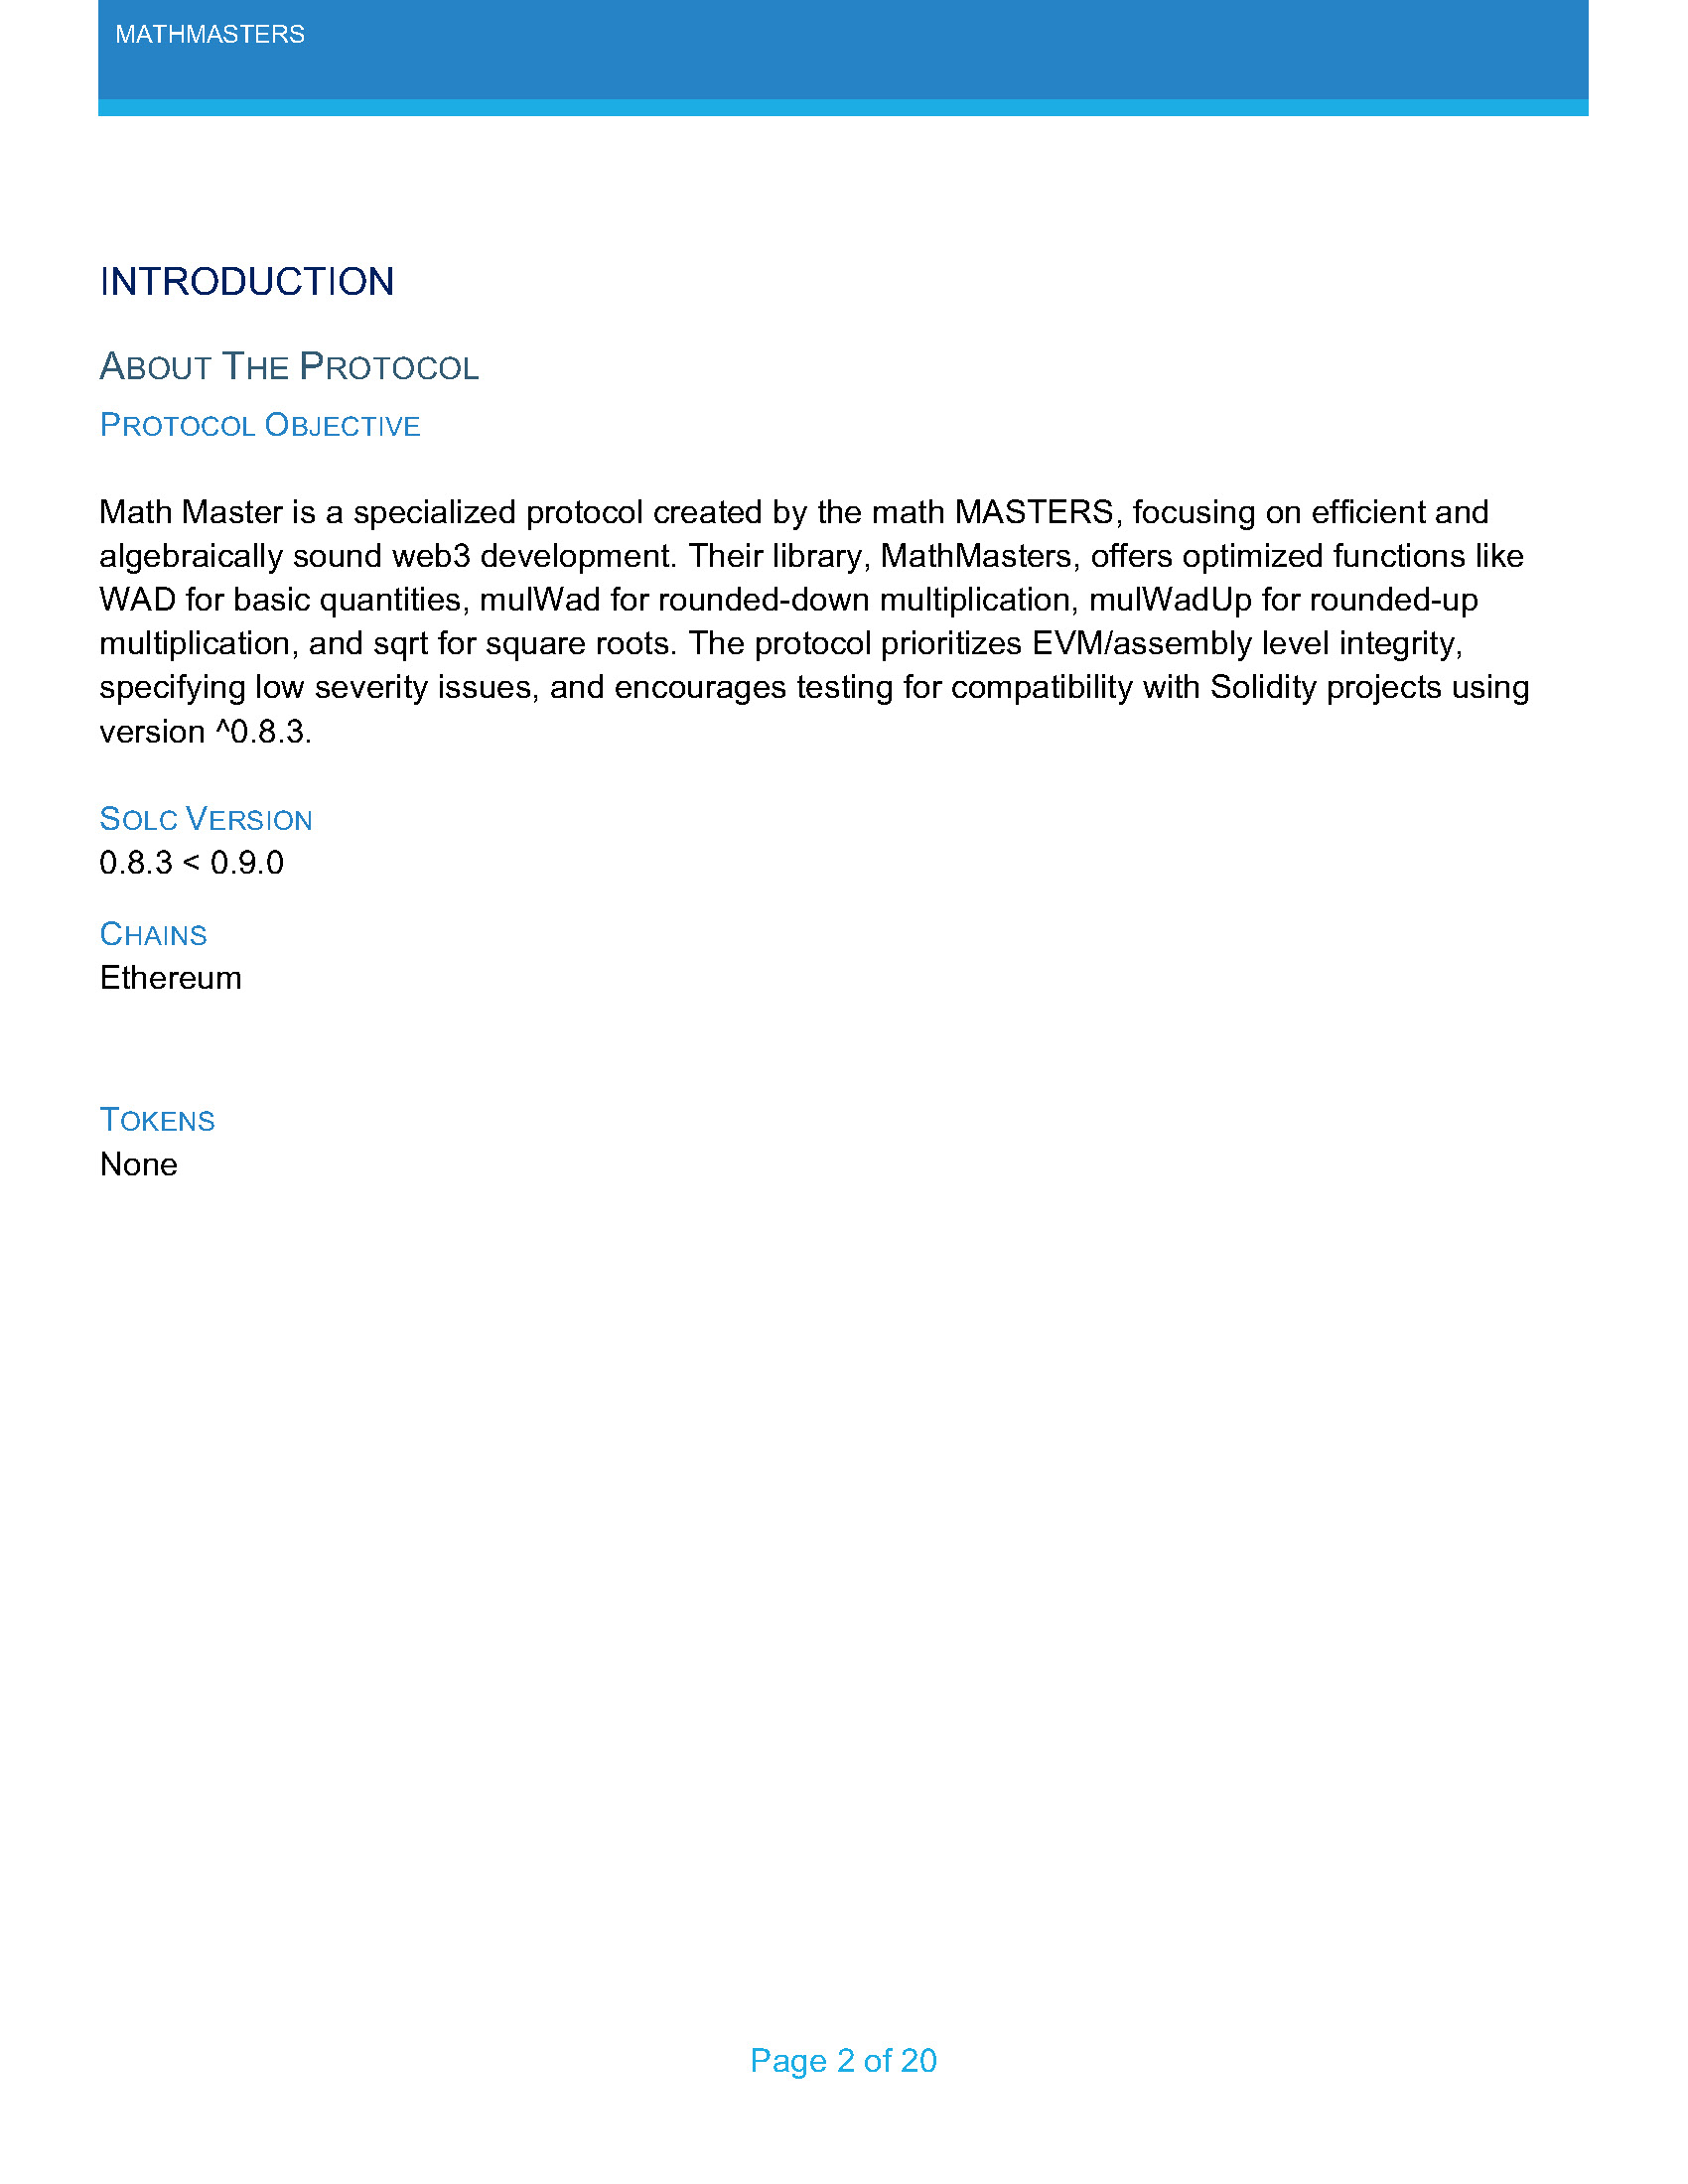 MATHMASTERS
INTRODUCTION
ABOUT THE PROTOCOL
PROTOCOL OBJECTIVE
Math Master is a specialized protocol created by the math MASTERS, focusing on efficient and
algebraically sound web3 development. Their library, MathMasters, offers optimized functions like
WAD for basic quantities, mulWad for rounded-down multiplication, mulWadUp for rounded-up
multiplication, and sqrt for square roots. The protocol prioritizes EVM/assembly level integrity,
specifying low severity issues, and encourages testing for compatibility with Solidity projects using
version ^0.8.3.
SOLC VERSION
0.8.3 < 0.9.0
CHAINS
Ethereum
TOKENS
None
Page 2 of 20